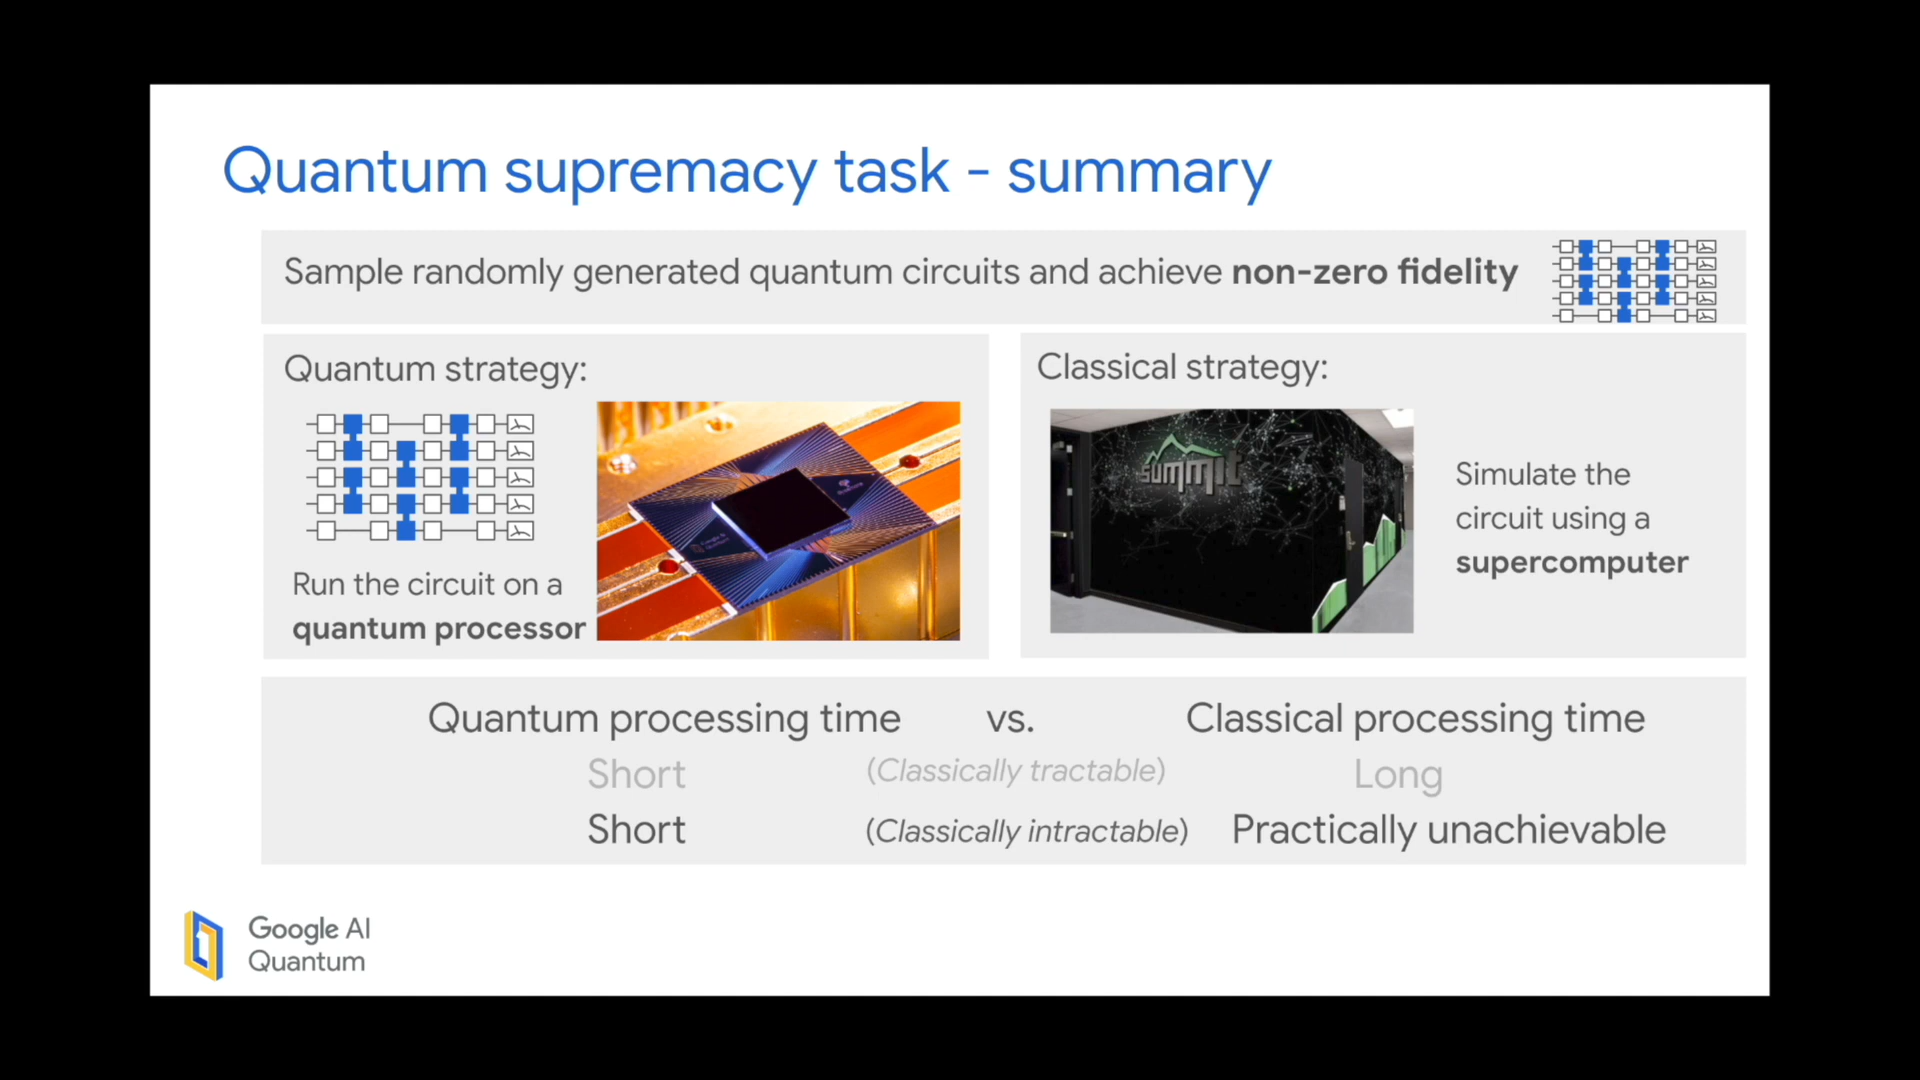 Quantum supremacy task - summary
Sample randomly generated quantum circuits and achieve non-zero fidelity
Quantum strategy:
Run the circuit on a
quantum processor
Classical strategy:
summit
Simulate the
circuit using a
supercomputer
Quantum processing time vs. Classical processing time
Short (Classically tractable) Long
Short (Classically intractable) Practically unachievable
Google AI
Quantum